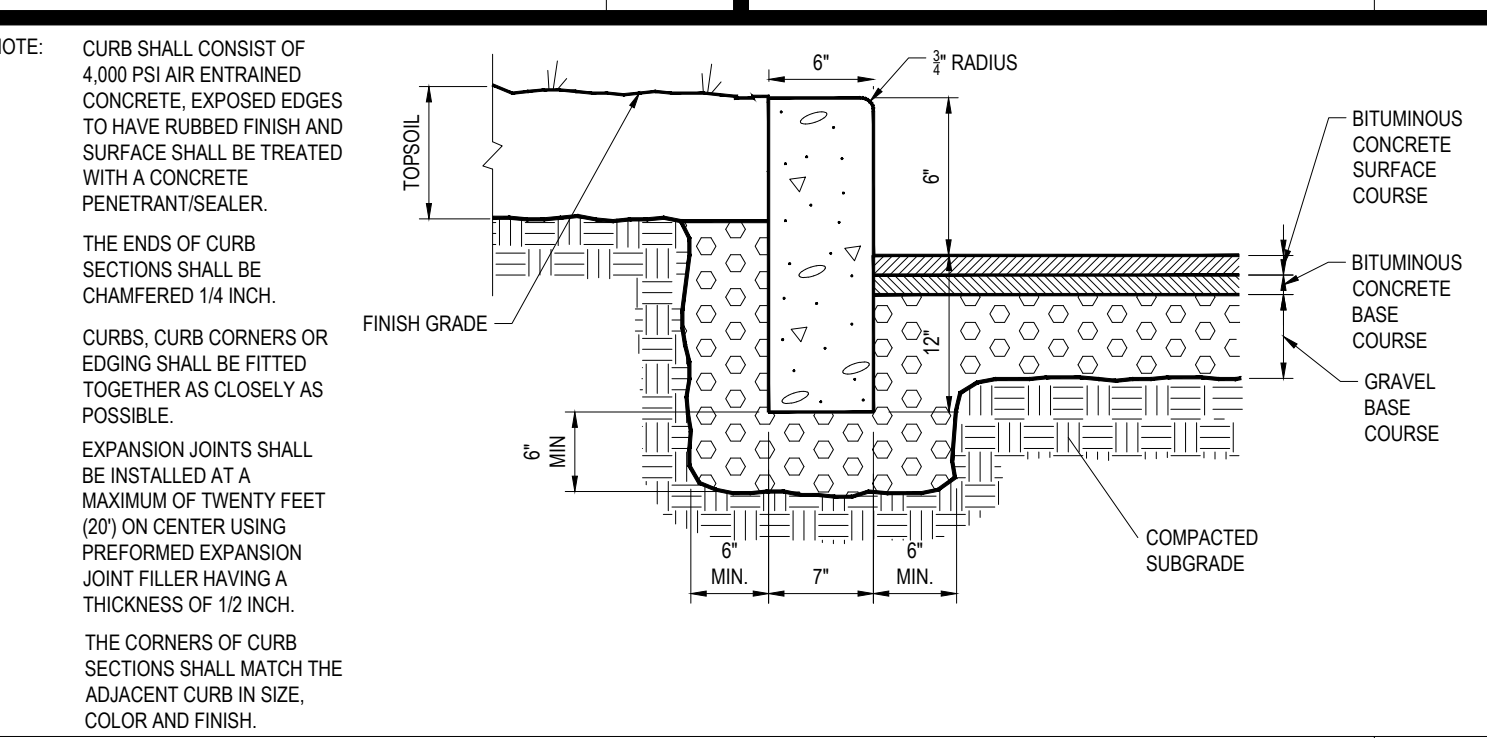 NOTE:
CURB SHALL CONSIST OF
4,000 PSI AIR ENTRAINED
CONCRETE, EXPOSED EDGES
TO HAVE RUBBED FINISH AND
SURFACE SHALL BE TREATED
WITH A CONCRETE
PENETRANT/SEALER.
THE ENDS OF CURB
SECTIONS SHALL BE
CHAMFERED 1/4 INCH.
CURBS, CURB CORNERS OR
EDGING SHALL BE FITTED
TOGETHER AS CLOSELY AS
POSSIBLE.
EXPANSION JOINTS SHALL
BE INSTALLED AT A
MAXIMUM OF TWENTY FEET
(20') ON CENTER USING
PREFORMED EXPANSION
JOINT FILLER HAVING A
THICKNESS OF 1/2 INCH.
THE CORNERS OF CURB
SECTIONS SHALL MATCH THE
ADJACENT CURB IN SIZE,
COLOR AND FINISH.
TOPSOIL
FINISH GRADE
6"
3/4" RADIUS
6"
12"
6"
MIN
6"
MIN.
7"
6"
MIN.
BITUMINOUS
CONCRETE
SURFACE
COURSE
BITUMINOUS
CONCRETE
BASE
COURSE
GRAVEL
BASE
COURSE
COMPACTED
SUBGRADE